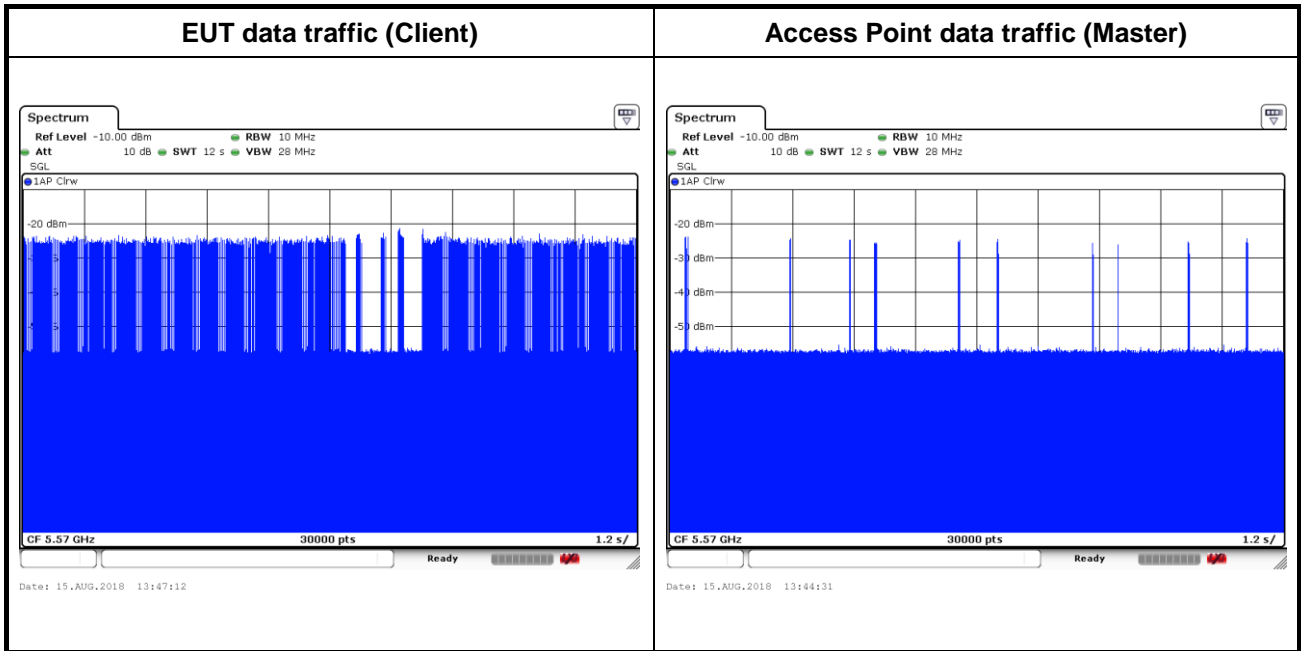 EUT data traffic (Client)
Access Point data traffic (Master)
Spectrum
Ref Level -10.00 dBm RBW 10 MHz
Att 10 dB SWT 12 s VBW 28 MHz
SGL
1AP Clrw
-20 dBm
CF 5.57 GHz 30000 pts 1.2 s/
Ready
Date: 15.AUG.2018 13:47:12
Spectrum
Ref Level -10.00 dBm RBW 10 MHz
Att 10 dB SWT 12 s VBW 28 MHz
SGL
1AP Clrw
-20 dBm
-30 dBm
-40 dBm
-50 dBm
CF 5.57 GHz 30000 pts 1.2 s/
Ready
Date: 15.AUG.2018 13:44:31